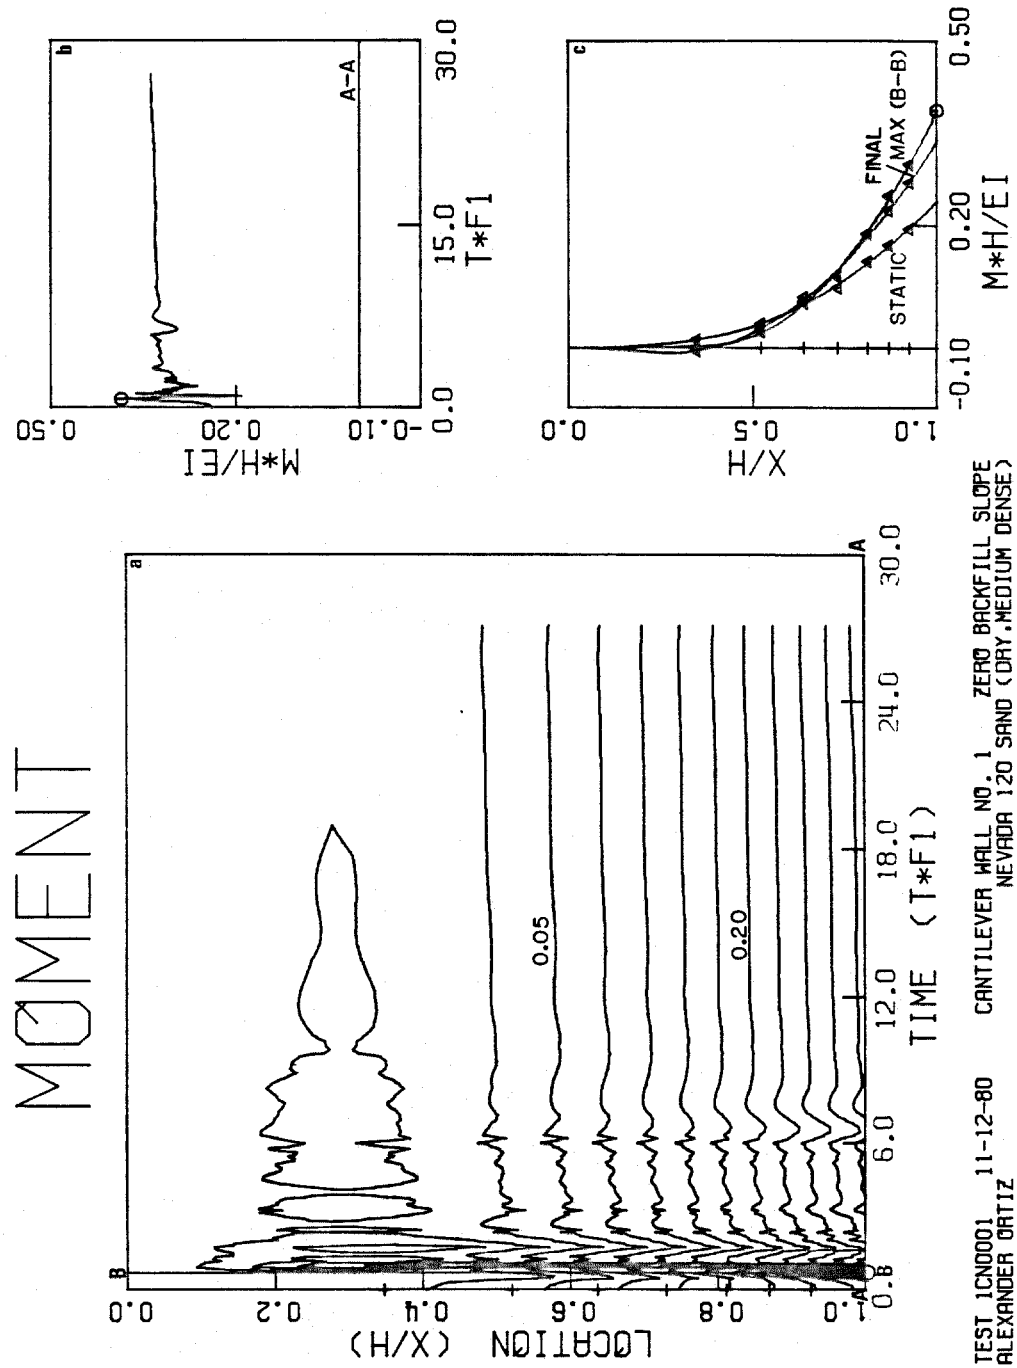 MOMENT
a
B
B
A
A
0.05
0.20
0.0
0.2
0.4
0.6
0.8
1.0
LOCATION (X/H)
6.0
12.0
18.0
24.0
30.0
TIME (T*F1)
b
0.50
0.20
-0.10
M*H/EI
A-A
0.0
15.0
30.0
T*F1
c
0.0
0.5
1.0
X/H
STATIC
FINAL
MAX (B-B)
-0.10
0.20
0.50
M*H/EI
TEST 1CN0001 11-12-80 CANTILEVER WALL NO. 1 ZERO BACKFILL SLOPE
ALEXANDER ORTIZ NEVADA 120 SAND (DRY,MEDIUM DENSE)